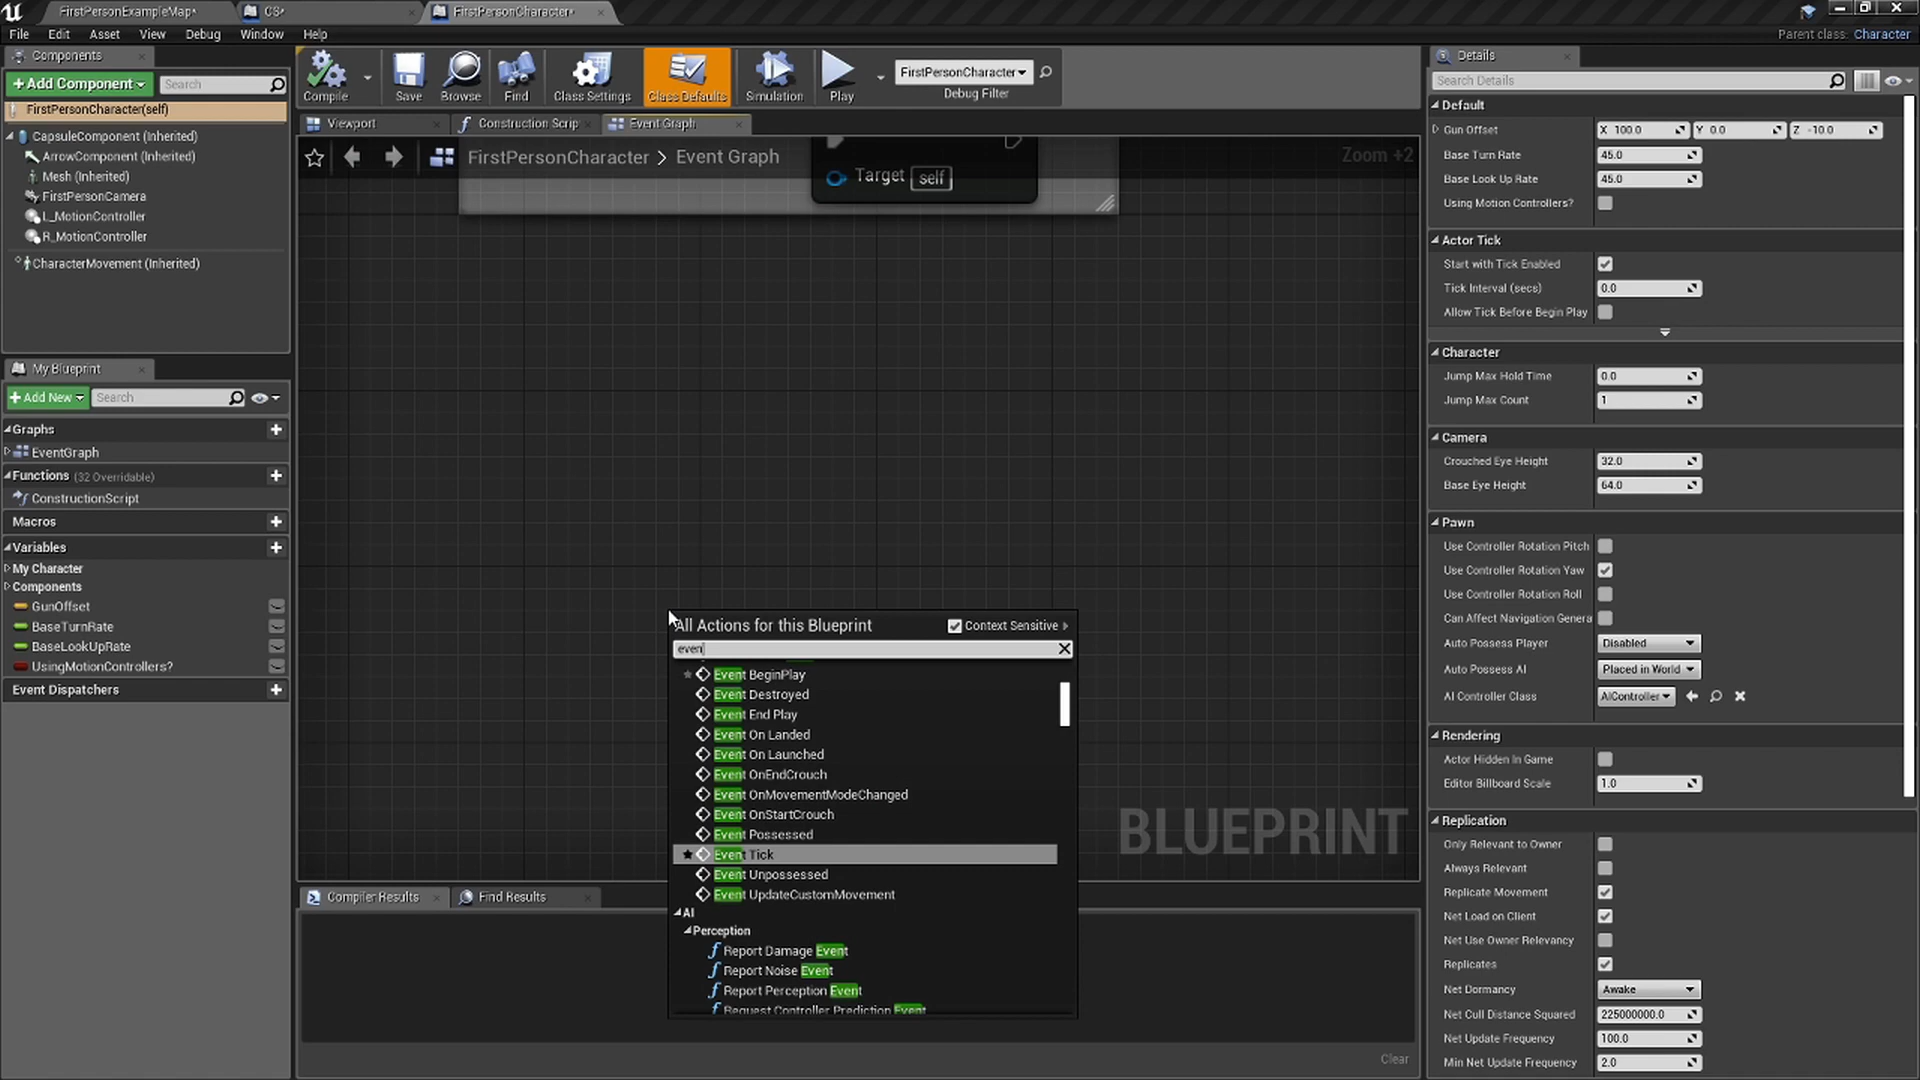 FirstPersonExampleMap*
CS*
FirstPersonCharacter*
File Edit Asset View Debug Window Help
Parent class: Character
Components
+Add Component
Search
FirstPersonCharacter(self)
CapsuleComponent (Inherited)
ArrowComponent (Inherited)
Mesh (Inherited)
FirstPersonCamera
L_MotionController
R_MotionController
CharacterMovement (Inherited)
My Blueprint
+Add New
Search
Graphs
EventGraph
Functions (32 Overridable)
ConstructionScript
Macros
Variables
My Character
Components
GunOffset
BaseTurnRate
BaseLookUpRate
UsingMotionControllers?
Event Dispatchers
Compile
Save
Browse
Find
Class Settings
Class Defaults
Simulation
Play
FirstPersonCharacter
Debug Filter
Viewport
Construction Scrip
Event Graph
FirstPersonCharacter > Event Graph
Zoom +2
Target self
All Actions for this Blueprint
Context Sensitive
even
Event BeginPlay
Event Destroyed
Event End Play
Event On Landed
Event On Launched
Event OnEndCrouch
Event OnMovementModeChanged
Event OnStartCrouch
Event Possessed
Event Tick
Event Unpossessed
Event UpdateCustomMovement
AI
Perception
Report Damage Event
Report Noise Event
Report Perception Event
Request Controller Prediction Event
BLUEPRINT
Compiler Results
Find Results
Clear
Details
Search Details
Default
Gun Offset X 100.0 Y 0.0 Z -10.0
Base Turn Rate 45.0
Base Look Up Rate 45.0
Using Motion Controllers?
Actor Tick
Start with Tick Enabled
Tick Interval (secs) 0.0
Allow Tick Before Begin Play
Character
Jump Max Hold Time 0.0
Jump Max Count 1
Camera
Crouched Eye Height 32.0
Base Eye Height 64.0
Pawn
Use Controller Rotation Pitch
Use Controller Rotation Yaw
Use Controller Rotation Roll
Can Affect Navigation Genera
Auto Possess Player Disabled
Auto Possess AI Placed in World
AI Controller Class AIController
Rendering
Actor Hidden In Game
Editor Billboard Scale 1.0
Replication
Only Relevant to Owner
Always Relevant
Replicate Movement
Net Load on Client
Net Use Owner Relevancy
Replicates
Net Dormancy Awake
Net Cull Distance Squared 225000000.0
Net Update Frequency 100.0
Min Net Update Frequency 2.0